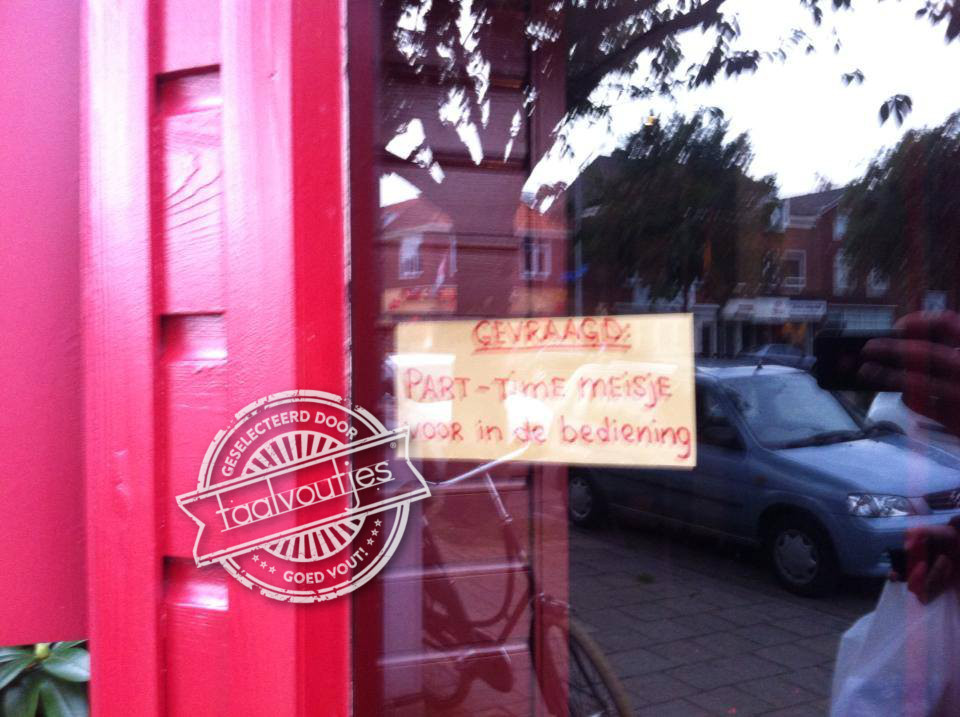 GEVRAAGD:
PART-TIME MEISJE
VOOR in de bediening
GESELECTEERD DOOR
taalvoutjes
GOED VOUT!